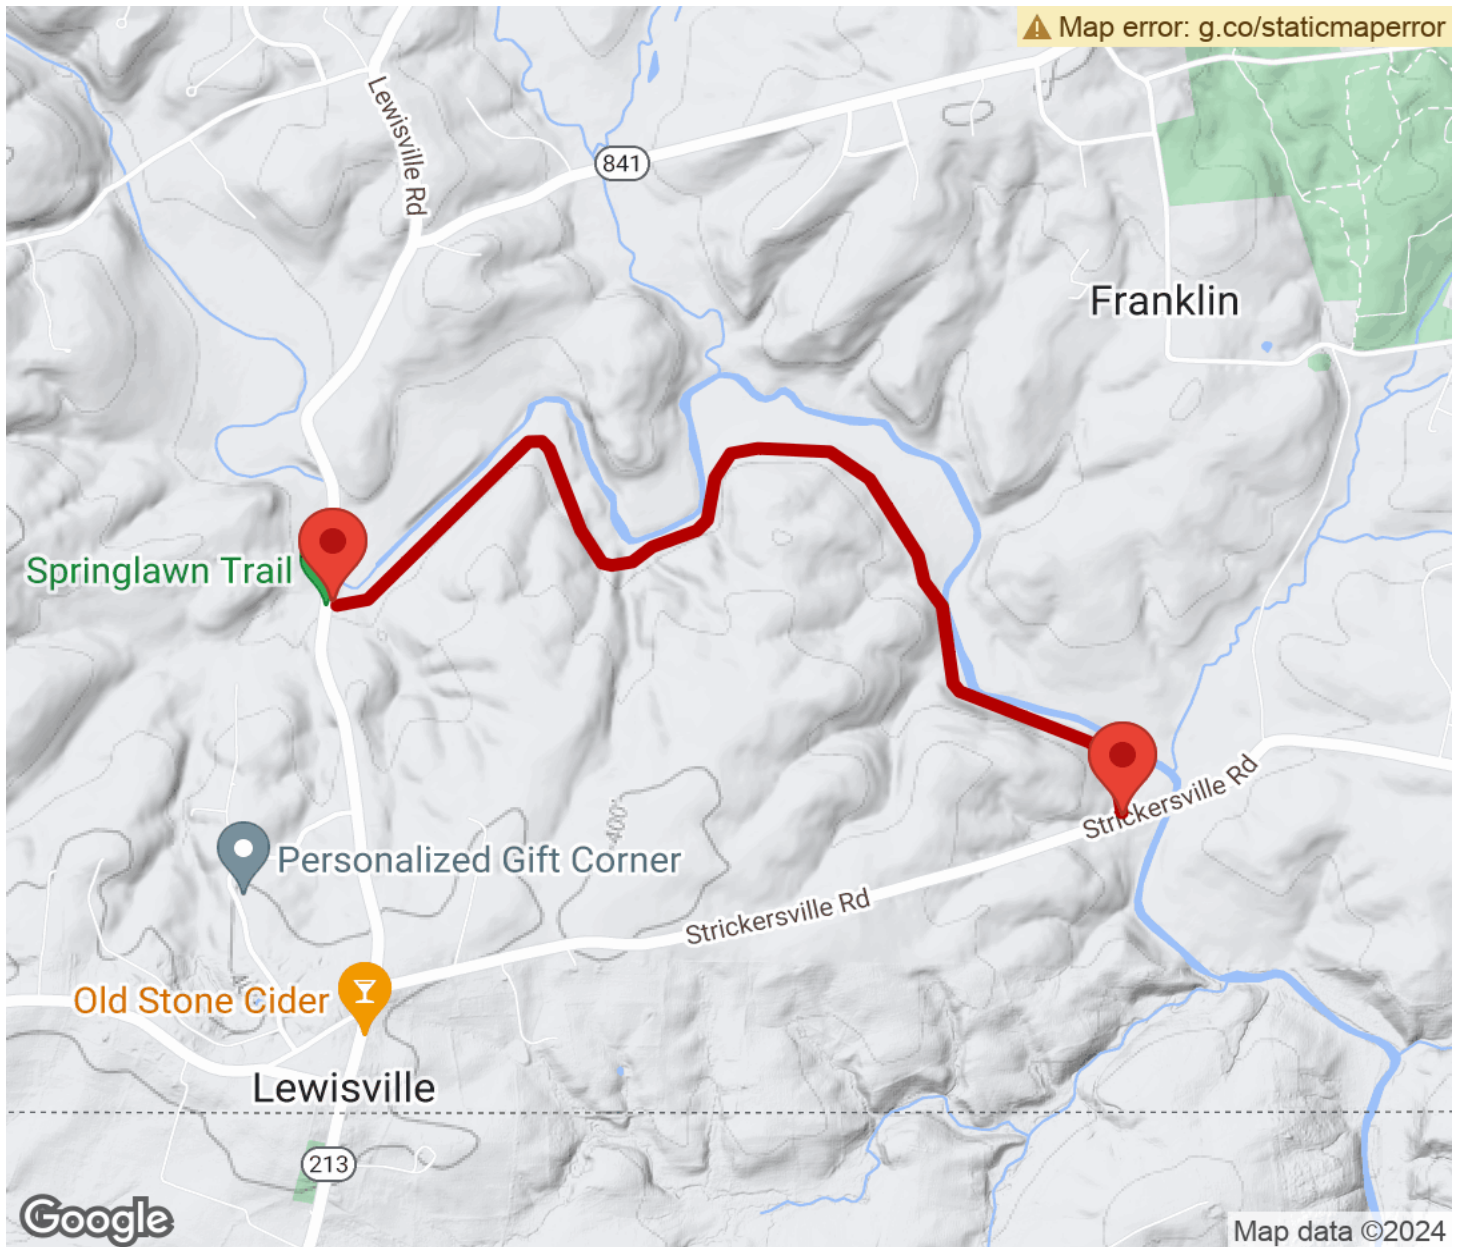 Map error: g.co/staticmaperror
Lewisville Rd
841
Franklin
Springlawn Trail
Strickersville Rd
400'
Personalized Gift Corner
Strickersville Rd
Old Stone Cider
Lewisville
213
Google
Map data ©2024